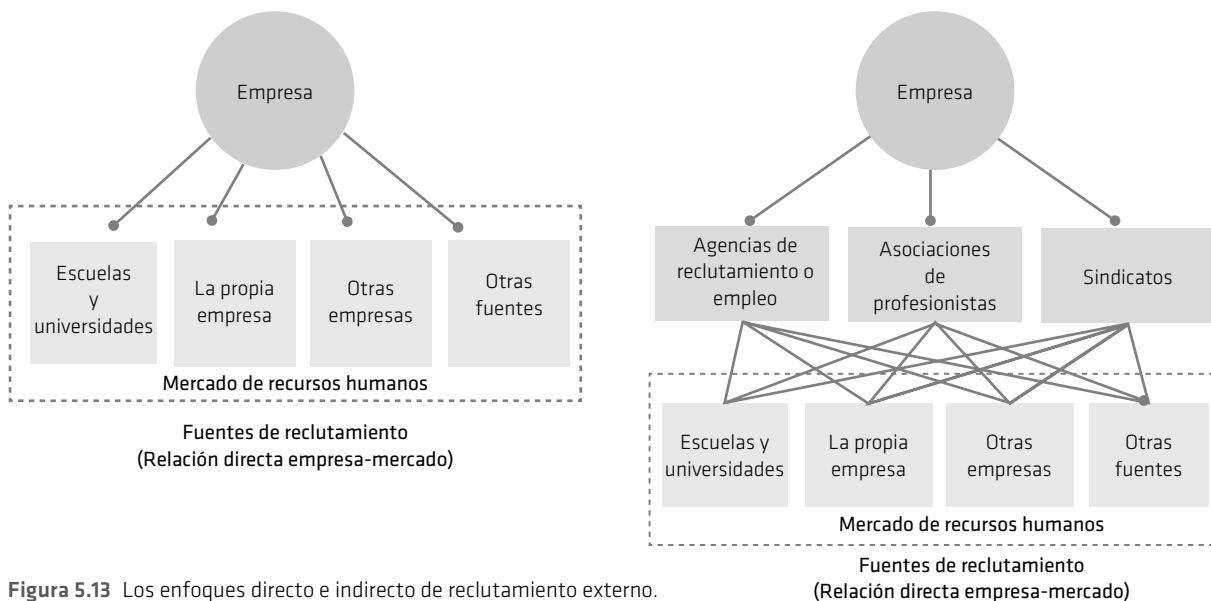 Empresa
Escuelas
y
universidades
La propia
empresa
Otras
empresas
Otras
fuentes
Mercado de recursos humanos
Fuentes de reclutamiento
(Relación directa empresa-mercado)
Empresa
Agencias de
reclutamiento o
empleo
Asociaciones
de
profesionistas
Sindicatos
Escuelas y
universidades
La propia
empresa
Otras
empresas
Otras
fuentes
Mercado de recursos humanos
Fuentes de reclutamiento
(Relación directa empresa-mercado)
Figura 5.13 Los enfoques directo e indirecto de reclutamiento externo.